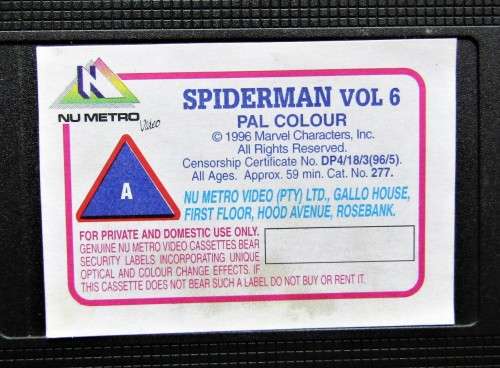 N
NU METRO
Video
SPIDERMAN VOL 6
PAL COLOUR
© 1996 Marvel Characters, Inc.
All Rights Reserved.
Censorship Certificate No. DP4/18/3(96/5).
All Ages. Approx. 59 min. Cat. No. 277.
A
NU METRO VIDEO (PTY) LTD., GALLO HOUSE,
FIRST FLOOR, HOOD AVENUE, ROSEBANK.
FOR PRIVATE AND DOMESTIC USE ONLY.
GENUINE NU METRO VIDEO CASSETTES BEAR
SECURITY LABELS INCORPORATING UNIQUE
OPTICAL AND COLOUR CHANGE EFFECTS. IF
THIS CASSETTE DOES NOT BEAR SUCH A LABEL DO NOT BUY OR RENT IT.